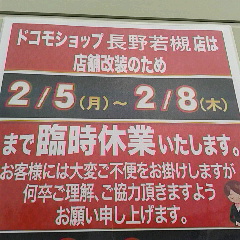 ドコモショップ長野若槻店は
店舗改装のため
2/5(月)〜2/8(木)
まで臨時休業いたします。
お客様には大変ご不便をお掛けしますが
何卒ご理解、ご協力頂きますよう
お願い申し上げます。